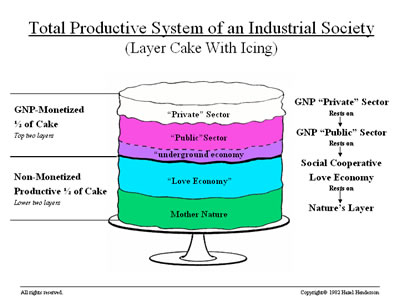 Total Productive System of an Industrial Society
(Layer Cake With Icing)
GNP-Monetized
½ of Cake
Top two layers
Non-Monetized
Productive ½ of Cake
Lower two layers
"Private" Sector
"Public"Sector
"underground economy
"Love Economy"
Mother Nature
GNP "Private" Sector
Rests on
GNP "Public" Sector
Rests on
Social Cooperative
Love Economy
Rests on
Nature's Layer
All rights reserved.
Copyright© 1982 Hazel Henderson